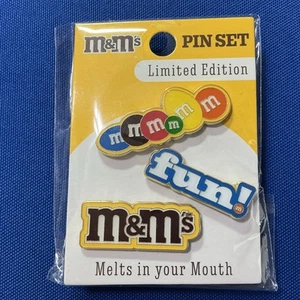 m&m's PIN SET
Limited Edition
m m m m m m
fun!
m&m's
Melts in your Mouth